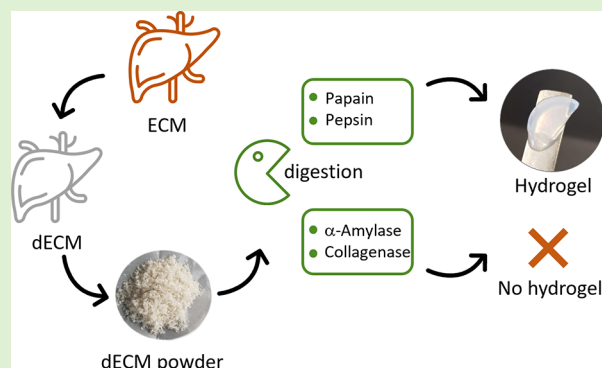 ECM
dECM
dECM powder
digestion
Papain
Pepsin
α-Amylase
Collagenase
Hydrogel
No hydrogel